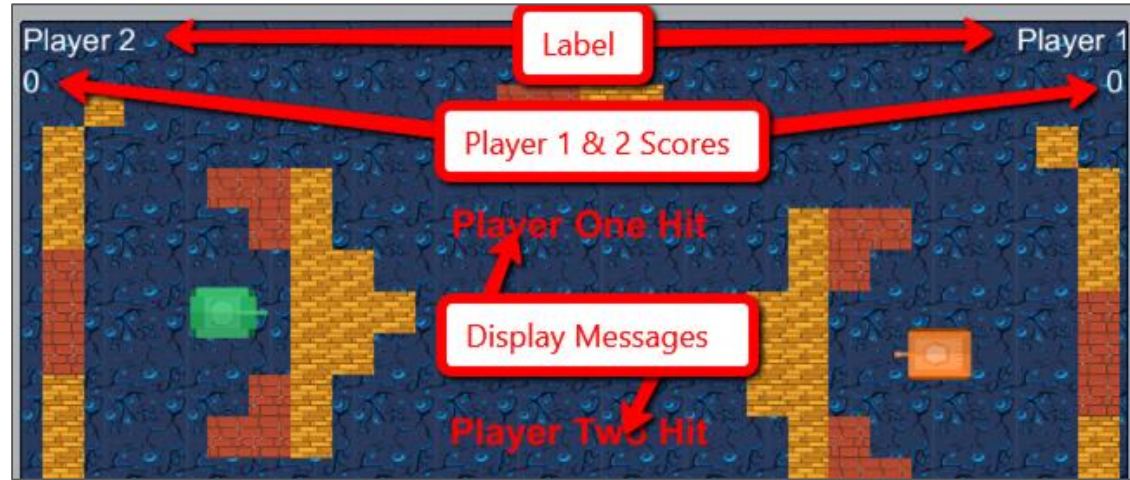 Player 2
Label
Player 1
0
0
Player 1 & 2 Scores
Player One Hit
Display Messages
Player Two Hit